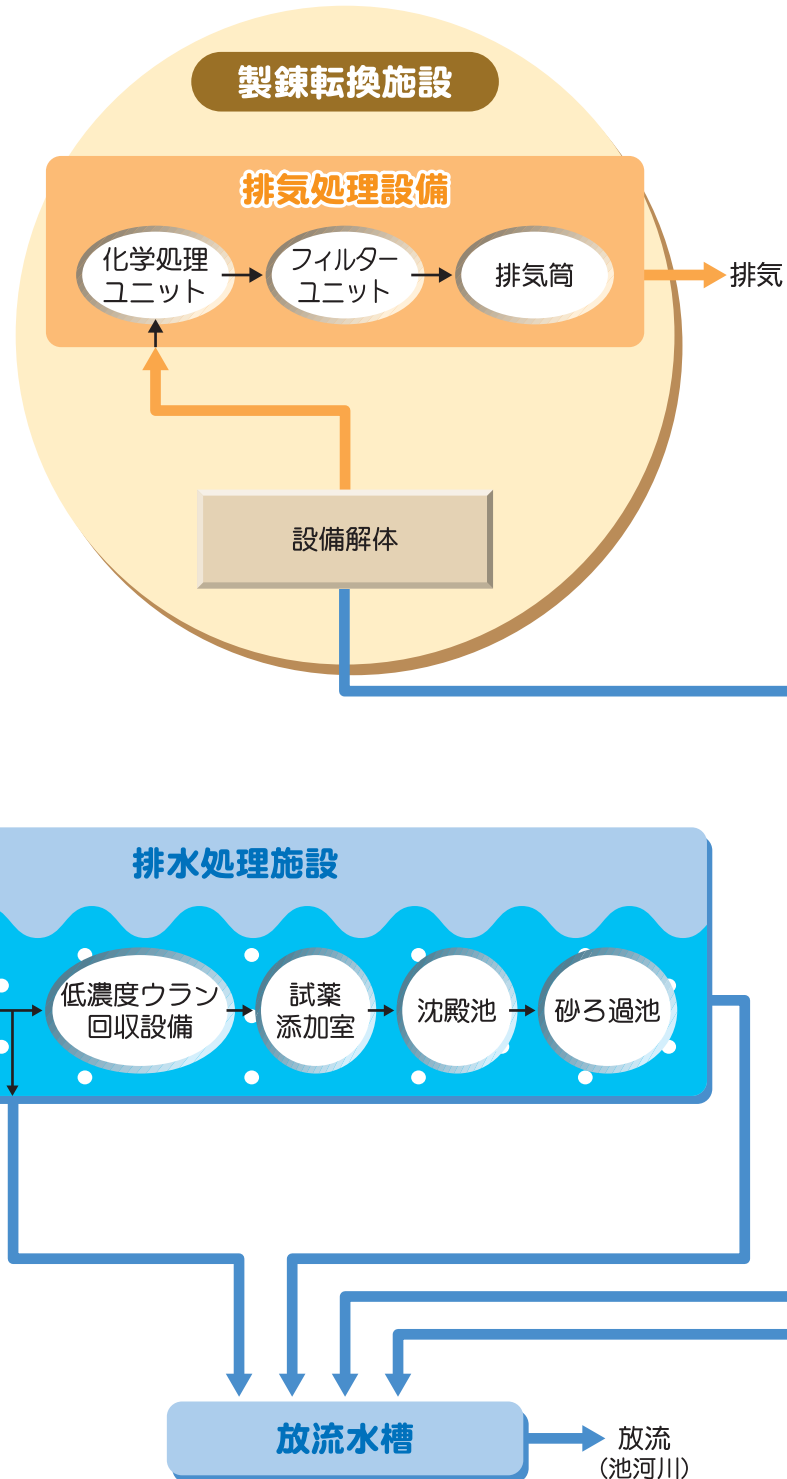 製錬転換施設
排気処理設備
化学処理
ユニット
フィルター
ユニット
排気筒
排気
設備解体
排水処理施設
低濃度ウラン
回収設備
試薬
添加室
沈殿池
砂ろ過池
放流水槽
放流
(池河川)